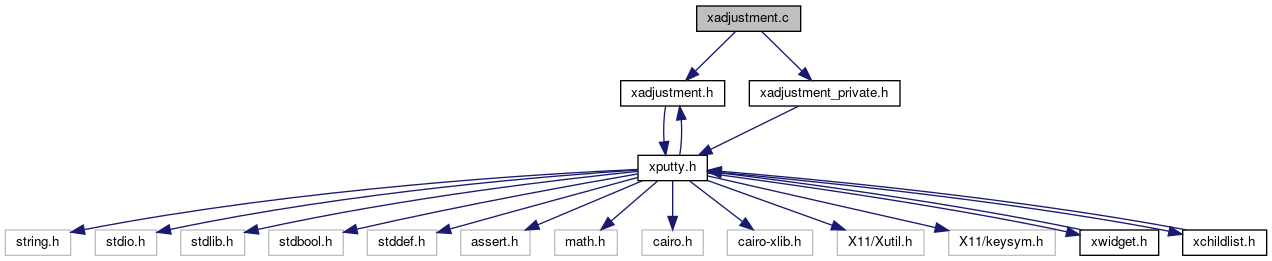 xadjustment.c
xadjustment.h
xadjustment_private.h
xputty.h
string.h
stdio.h
stdlib.h
stdbool.h
stddef.h
assert.h
math.h
cairo.h
cairo-xlib.h
X11/Xutil.h
X11/keysym.h
xwidget.h
xchildlist.h